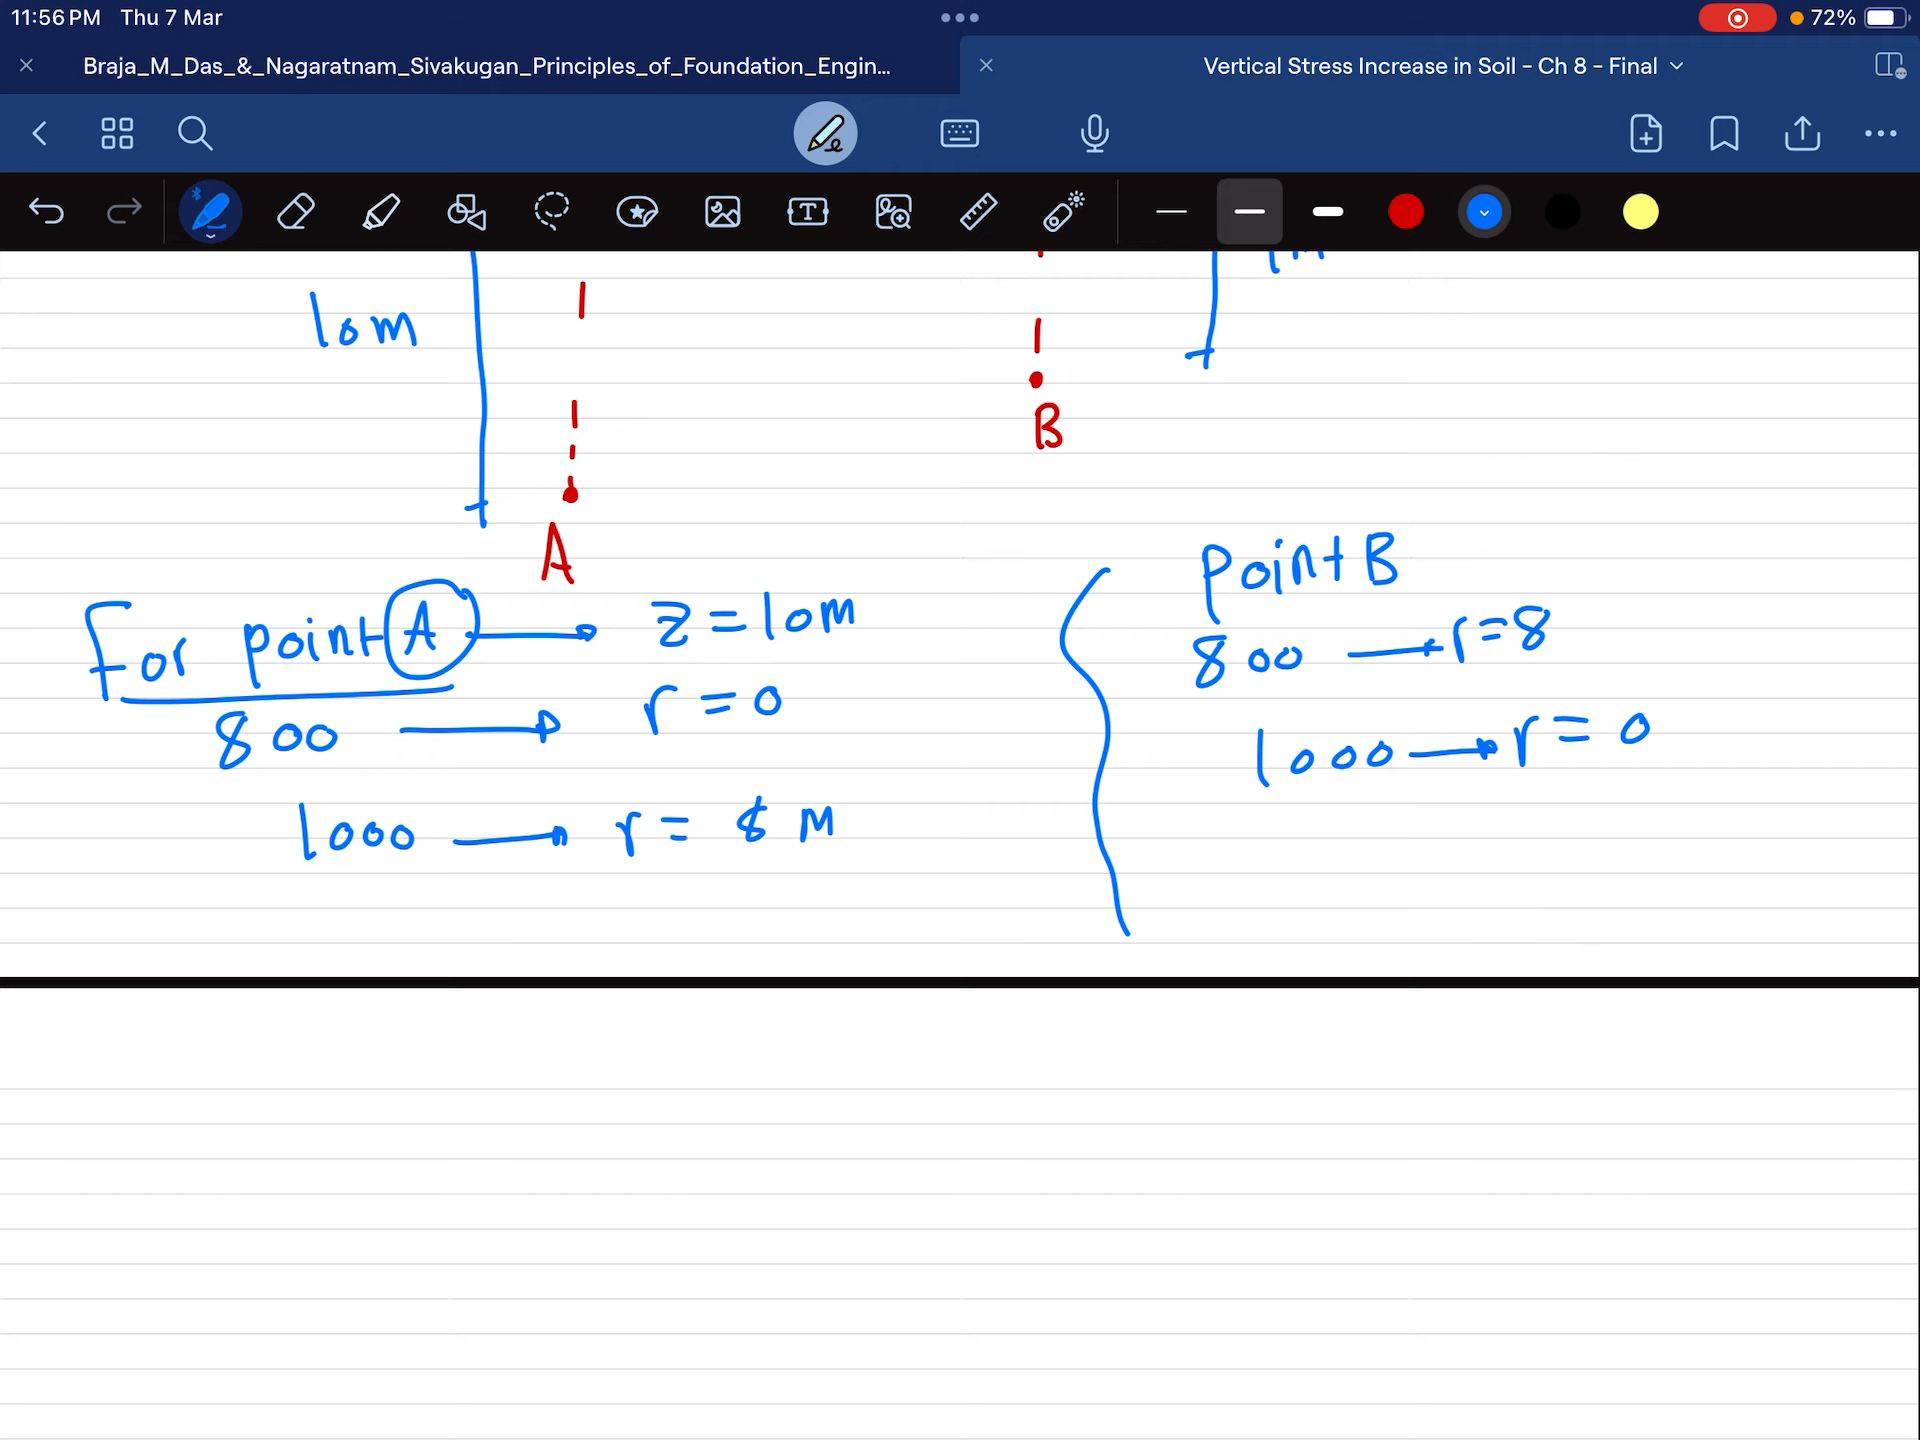 11:56 PM Thu 7 Mar
72%
Braja_M_Das_&_Nagaratnam_Sivakugan_Principles_of_Foundation_Engin...
Vertical Stress Increase in Soil - Ch 8 - Final
10m
B
A
For point A → z = 10m
800 → r = 0
1000 → r = 8 m
Point B
800 → r = 8
1000 → r = 0